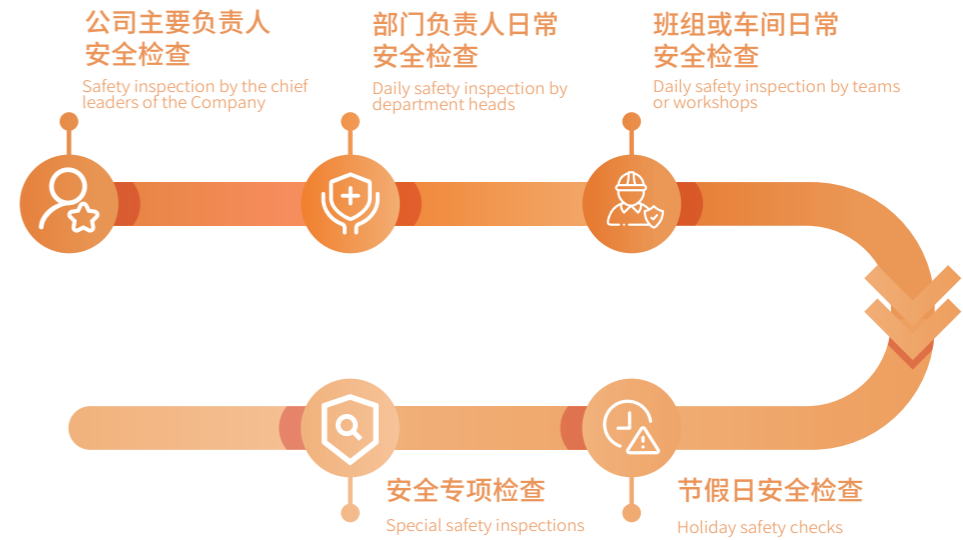 公司主要负责人
安全检查
Safety inspection by the chief
leaders of the Company
部门负责人日常
安全检查
Daily safety inspection by
department heads
班组或车间日常
安全检查
Daily safety inspection by teams
or workshops
安全专项检查
Special safety inspections
节假日安全检查
Holiday safety checks